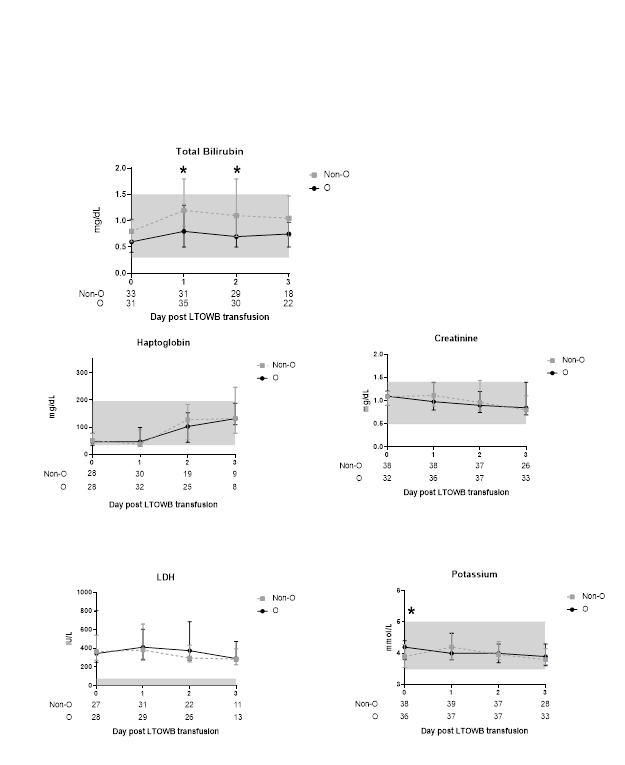 Total Bilirubin
Non-O
O
2.0
*
*
1.5
1.0
0.5
0.0
mg/dL
0 1 2 3
Non-O 33 31 29 18
O 31 35 30 22
Day post LTOWB transfusion
Haptoglobin
Non-O
O
300
200
100
0
mg/dL
0 1 2 3
Non-O 28 30 19 9
O 28 32 25 8
Day post LTOWB transfusion
Creatinine
Non-O
O
2.0
1.5
1.0
0.5
0.0
mg/dL
0 1 2 3
Non-O 38 38 37 26
O 32 36 37 33
Day post LTOWB transfusion
LDH
Non-O
O
1000
800
600
400
200
0
IU/L
0 1 2 3
Non-O 27 31 22 11
O 28 29 26 13
Day post LTOWB transfusion
Potassium
Non-O
O
*
6
4
mmol/L
0 1 2 3
Non-O 38 39 37 28
O 36 37 37 33
Day post LTOWB transfusion